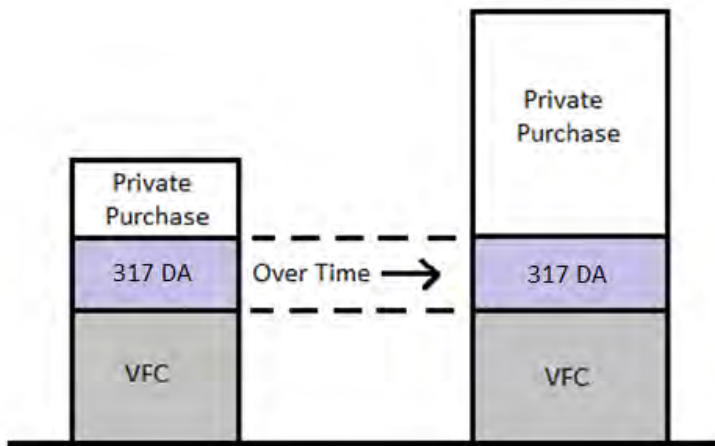 Private
Purchase
317 DA
VFC
Over Time
Private
Purchase
317 DA
VFC